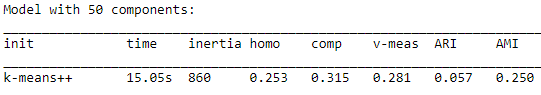 Model with 50 components:
init time inertia homo comp v-meas ARI AMI
k-means++ 15.05s 860 0.253 0.315 0.281 0.057 0.250